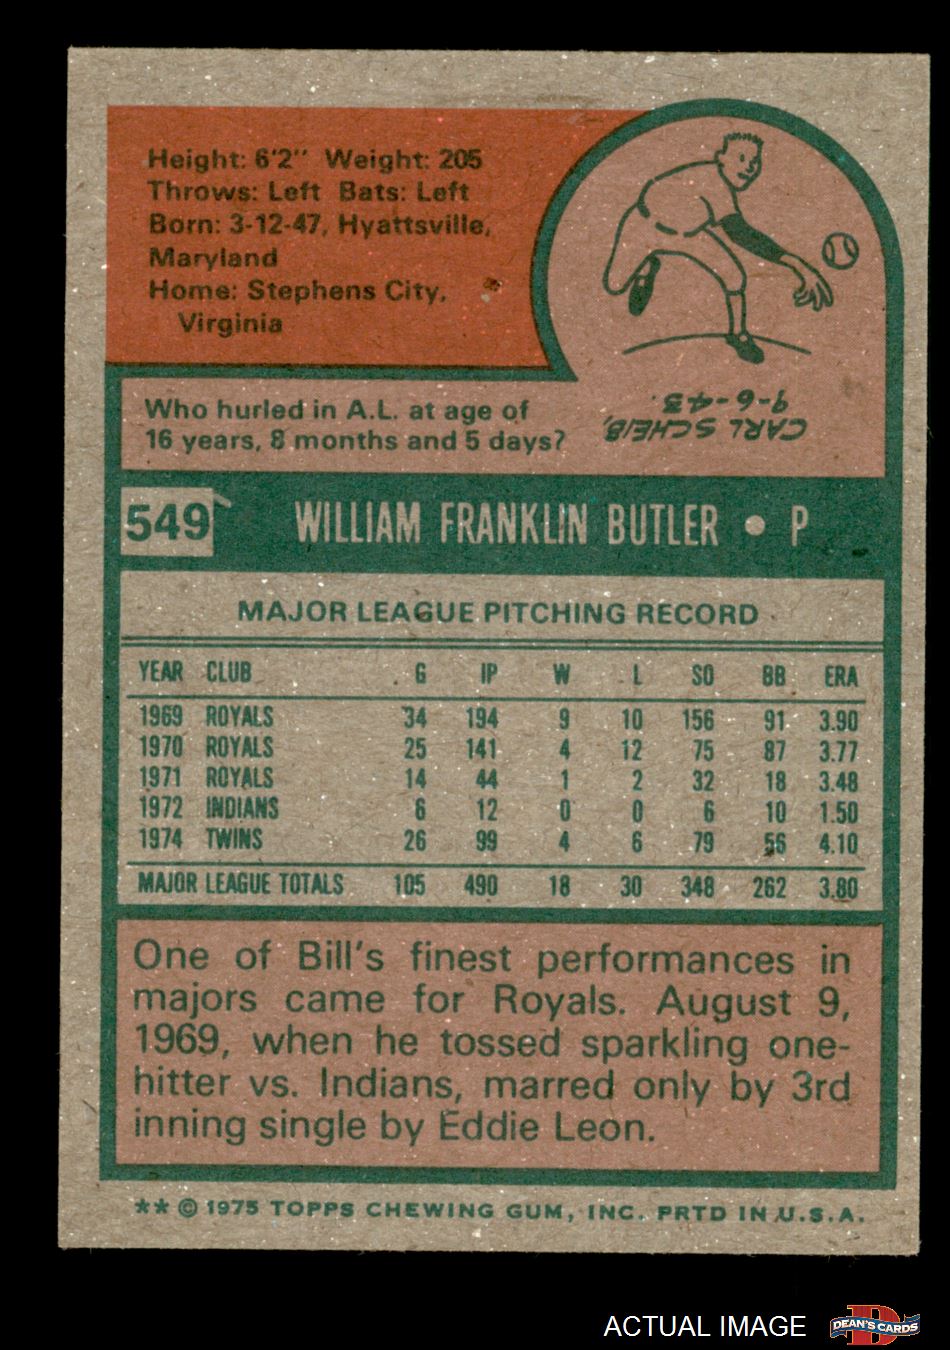 Height: 6'2" Weight: 205
Throws: Left Bats: Left
Born: 3-12-47, Hyattsville,
Maryland
Home: Stephens City,
Virginia
Who hurled in A.L. at age of
16 years, 8 months and 5 days?
CARL SCHEIB,
9-6-43.
549 WILLIAM FRANKLIN BUTLER • P
MAJOR LEAGUE PITCHING RECORD
YEAR CLUB G IP W L SO BB ERA
1969 ROYALS 34 194 9 10 156 91 3.90
1970 ROYALS 25 141 4 12 75 87 3.77
1971 ROYALS 14 44 1 2 32 18 3.48
1972 INDIANS 6 12 0 0 6 10 1.50
1974 TWINS 26 99 4 6 79 56 4.10
MAJOR LEAGUE TOTALS 105 490 18 30 348 262 3.80
One of Bill's finest performances in
majors came for Royals. August 9,
1969, when he tossed sparkling one-
hitter vs. Indians, marred only by 3rd
inning single by Eddie Leon.
** © 1975 TOPPS CHEWING GUM, INC. PRTD IN U.S.A.
ACTUAL IMAGE
DEAN'S CARDS